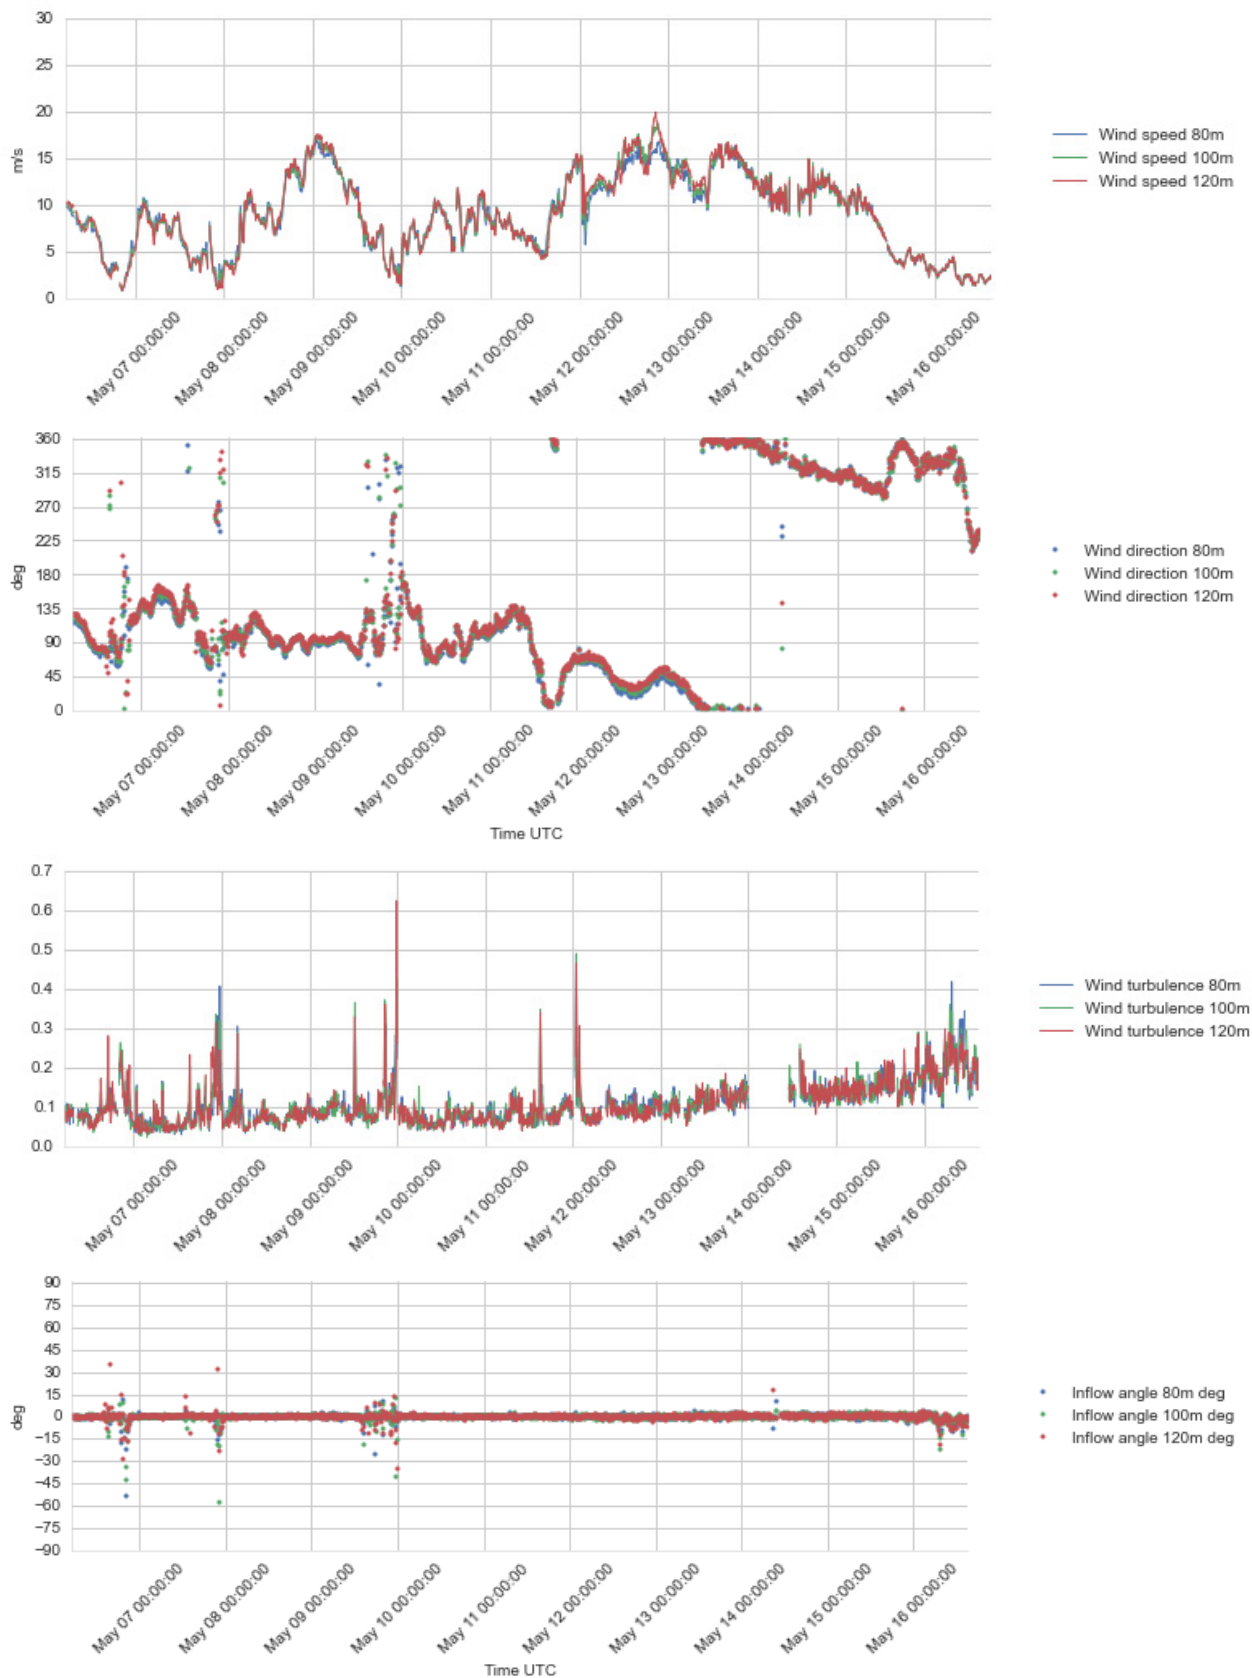 30
25
20
15
10
5
0
m/s
May 07 00:00:00
May 08 00:00:00
May 09 00:00:00
May 10 00:00:00
May 11 00:00:00
May 12 00:00:00
May 13 00:00:00
May 14 00:00:00
May 15 00:00:00
May 16 00:00:00
Wind speed 80m
Wind speed 100m
Wind speed 120m
360
315
270
225
180
135
90
45
0
deg
May 07 00:00:00
May 08 00:00:00
May 09 00:00:00
May 10 00:00:00
May 11 00:00:00
May 12 00:00:00
May 13 00:00:00
May 14 00:00:00
May 15 00:00:00
May 16 00:00:00
Time UTC
Wind direction 80m
Wind direction 100m
Wind direction 120m
0.7
0.6
0.5
0.4
0.3
0.2
0.1
0.0
May 07 00:00:00
May 08 00:00:00
May 09 00:00:00
May 10 00:00:00
May 11 00:00:00
May 12 00:00:00
May 13 00:00:00
May 14 00:00:00
May 15 00:00:00
May 16 00:00:00
Wind turbulence 80m
Wind turbulence 100m
Wind turbulence 120m
90
75
60
45
30
15
0
−15
−30
−45
−60
−75
−90
deg
May 07 00:00:00
May 08 00:00:00
May 09 00:00:00
May 10 00:00:00
May 11 00:00:00
May 12 00:00:00
May 13 00:00:00
May 14 00:00:00
May 15 00:00:00
May 16 00:00:00
Time UTC
Inflow angle 80m deg
Inflow angle 100m deg
Inflow angle 120m deg